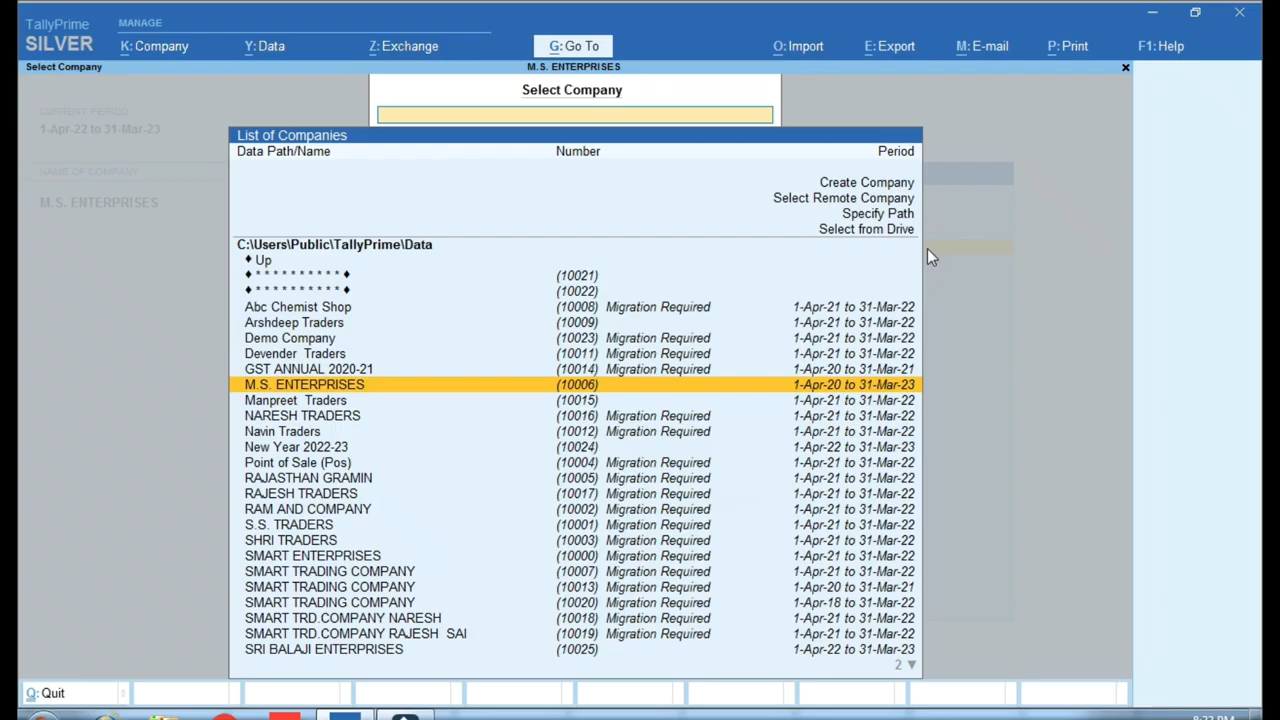 TallyPrime
SILVER
MANAGE
K: Company
Y: Data
Z: Exchange
G: Go To
O: Import
E: Export
M: E-mail
P: Print
F1: Help
Select Company
M.S. ENTERPRISES
×
CURRENT PERIOD
1-Apr-22 to 31-Mar-23
NAME OF COMPANY
M.S. ENTERPRISES
Select Company
List of Companies
Data Path/Name Number Period
Create Company
Select Remote Company
Specify Path
Select from Drive
C:\Users\Public\TallyPrime\Data
♦ Up
♦ * * * * * * * * * * ♦ (10021)
♦ * * * * * * * * * * ♦ (10022)
Abc Chemist Shop (10008) Migration Required 1-Apr-21 to 31-Mar-22
Arshdeep Traders (10009) 1-Apr-21 to 31-Mar-22
Demo Company (10023) Migration Required 1-Apr-21 to 31-Mar-22
Devender Traders (10011) Migration Required 1-Apr-21 to 31-Mar-22
GST ANNUAL 2020-21 (10014) Migration Required 1-Apr-20 to 31-Mar-21
M.S. ENTERPRISES (10006) 1-Apr-20 to 31-Mar-23
Manpreet Traders (10015) 1-Apr-21 to 31-Mar-22
NARESH TRADERS (10016) Migration Required 1-Apr-21 to 31-Mar-22
Navin Traders (10012) Migration Required 1-Apr-21 to 31-Mar-22
New Year 2022-23 (10024) 1-Apr-22 to 31-Mar-23
Point of Sale (Pos) (10004) Migration Required 1-Apr-21 to 31-Mar-22
RAJASTHAN GRAMIN (10005) Migration Required 1-Apr-21 to 31-Mar-22
RAJESH TRADERS (10017) Migration Required 1-Apr-21 to 31-Mar-22
RAM AND COMPANY (10002) Migration Required 1-Apr-21 to 31-Mar-22
S.S. TRADERS (10001) Migration Required 1-Apr-21 to 31-Mar-22
SHRI TRADERS (10003) Migration Required 1-Apr-21 to 31-Mar-22
SMART ENTERPRISES (10000) Migration Required 1-Apr-21 to 31-Mar-22
SMART TRADING COMPANY (10007) Migration Required 1-Apr-21 to 31-Mar-22
SMART TRADING COMPANY (10013) Migration Required 1-Apr-20 to 31-Mar-21
SMART TRADING COMPANY (10020) Migration Required 1-Apr-18 to 31-Mar-22
SMART TRD.COMPANY NARESH (10018) Migration Required 1-Apr-21 to 31-Mar-22
SMART TRD.COMPANY RAJESH SAI (10019) Migration Required 1-Apr-21 to 31-Mar-22
SRI BALAJI ENTERPRISES (10025) 1-Apr-22 to 31-Mar-23
2 ▼
Q: Quit